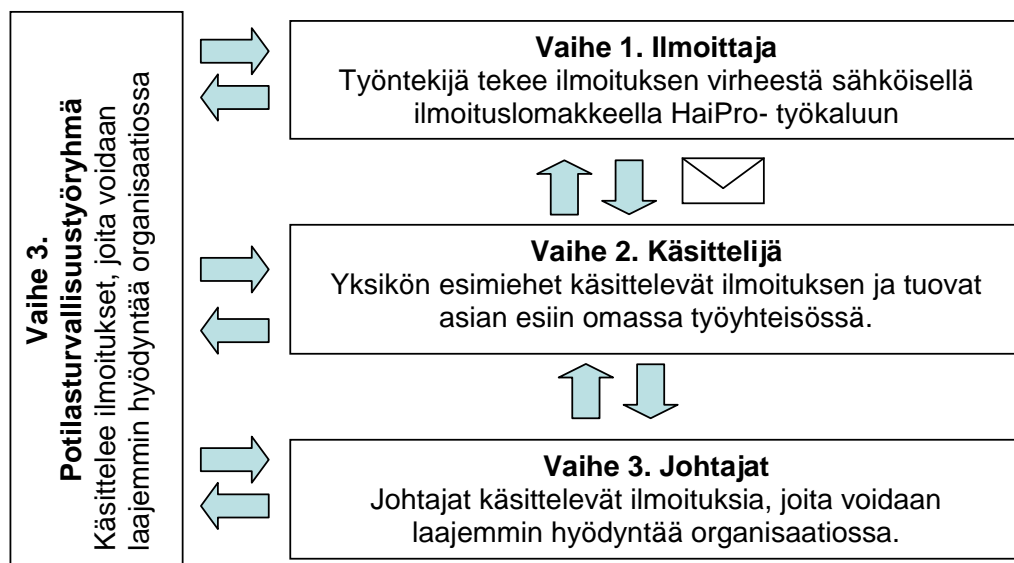 Vaihe 3.
Potilasturvallisuustyöryhmä
Käsittelee ilmoitukset, joita voidaan
laajemmin hyödyntää organisaatiossa
Vaihe 1. Ilmoittaja
Työntekijä tekee ilmoituksen virheestä sähköisellä
ilmoituslomakkeella HaiPro- työkaluun
Vaihe 2. Käsittelijä
Yksikön esimiehet käsittelevät ilmoituksen ja tuovat
asian esiin omassa työyhteisössä.
Vaihe 3. Johtajat
Johtajat käsittelevät ilmoituksia, joita voidaan
laajemmin hyödyntää organisaatiossa.